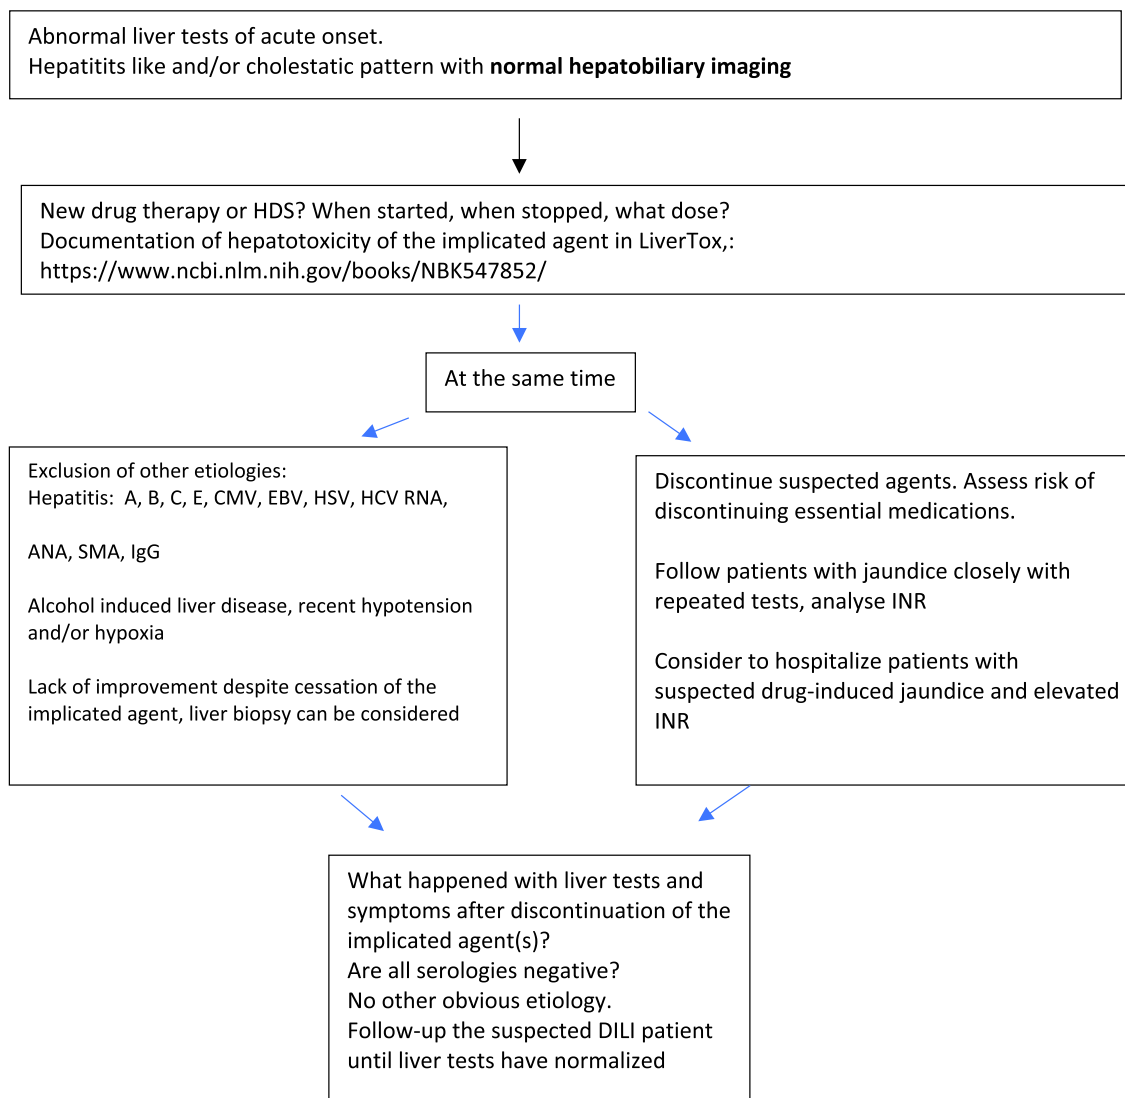 Abnormal liver tests of acute onset.
Hepatitits like and/or cholestatic pattern with normal hepatobiliary imaging
New drug therapy or HDS? When started, when stopped, what dose?
Documentation of hepatotoxicity of the implicated agent in LiverTox,:
https://www.ncbi.nlm.nih.gov/books/NBK547852/
At the same time
Exclusion of other etiologies:
Hepatitis: A, B, C, E, CMV, EBV, HSV, HCV RNA,
ANA, SMA, IgG
Alcohol induced liver disease, recent hypotension
and/or hypoxia
Lack of improvement despite cessation of the
implicated agent, liver biopsy can be considered
Discontinue suspected agents. Assess risk of
discontinuing essential medications.
Follow patients with jaundice closely with
repeated tests, analyse INR
Consider to hospitalize patients with
suspected drug-induced jaundice and elevated
INR
What happened with liver tests and
symptoms after discontinuation of the
implicated agent(s)?
Are all serologies negative?
No other obvious etiology.
Follow-up the suspected DILI patient
until liver tests have normalized